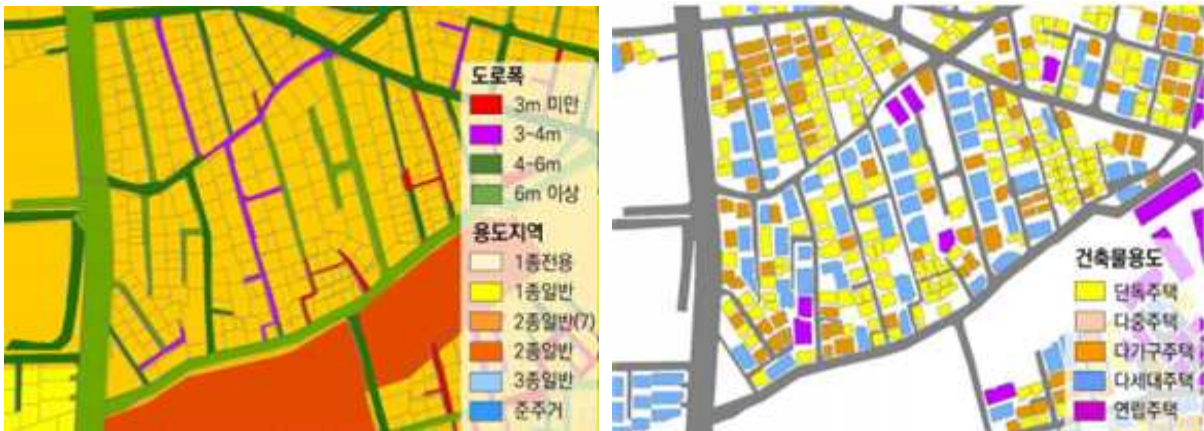 도로폭
3m 미만
3~4m
4~6m
6m 이상
용도지역
1종전용
1종일반
2종일반(7)
2종일반
3종일반
준주거
건축물용도
단독주택
다중주택
다가구주택
다세대주택
연립주택